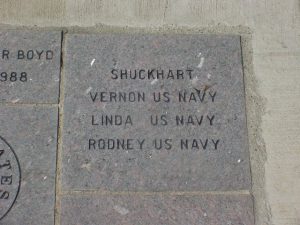 R BOYD
988
SHUCKHART
VERNON US NAVY
LINDA US NAVY
RODNEY US NAVY
ATES